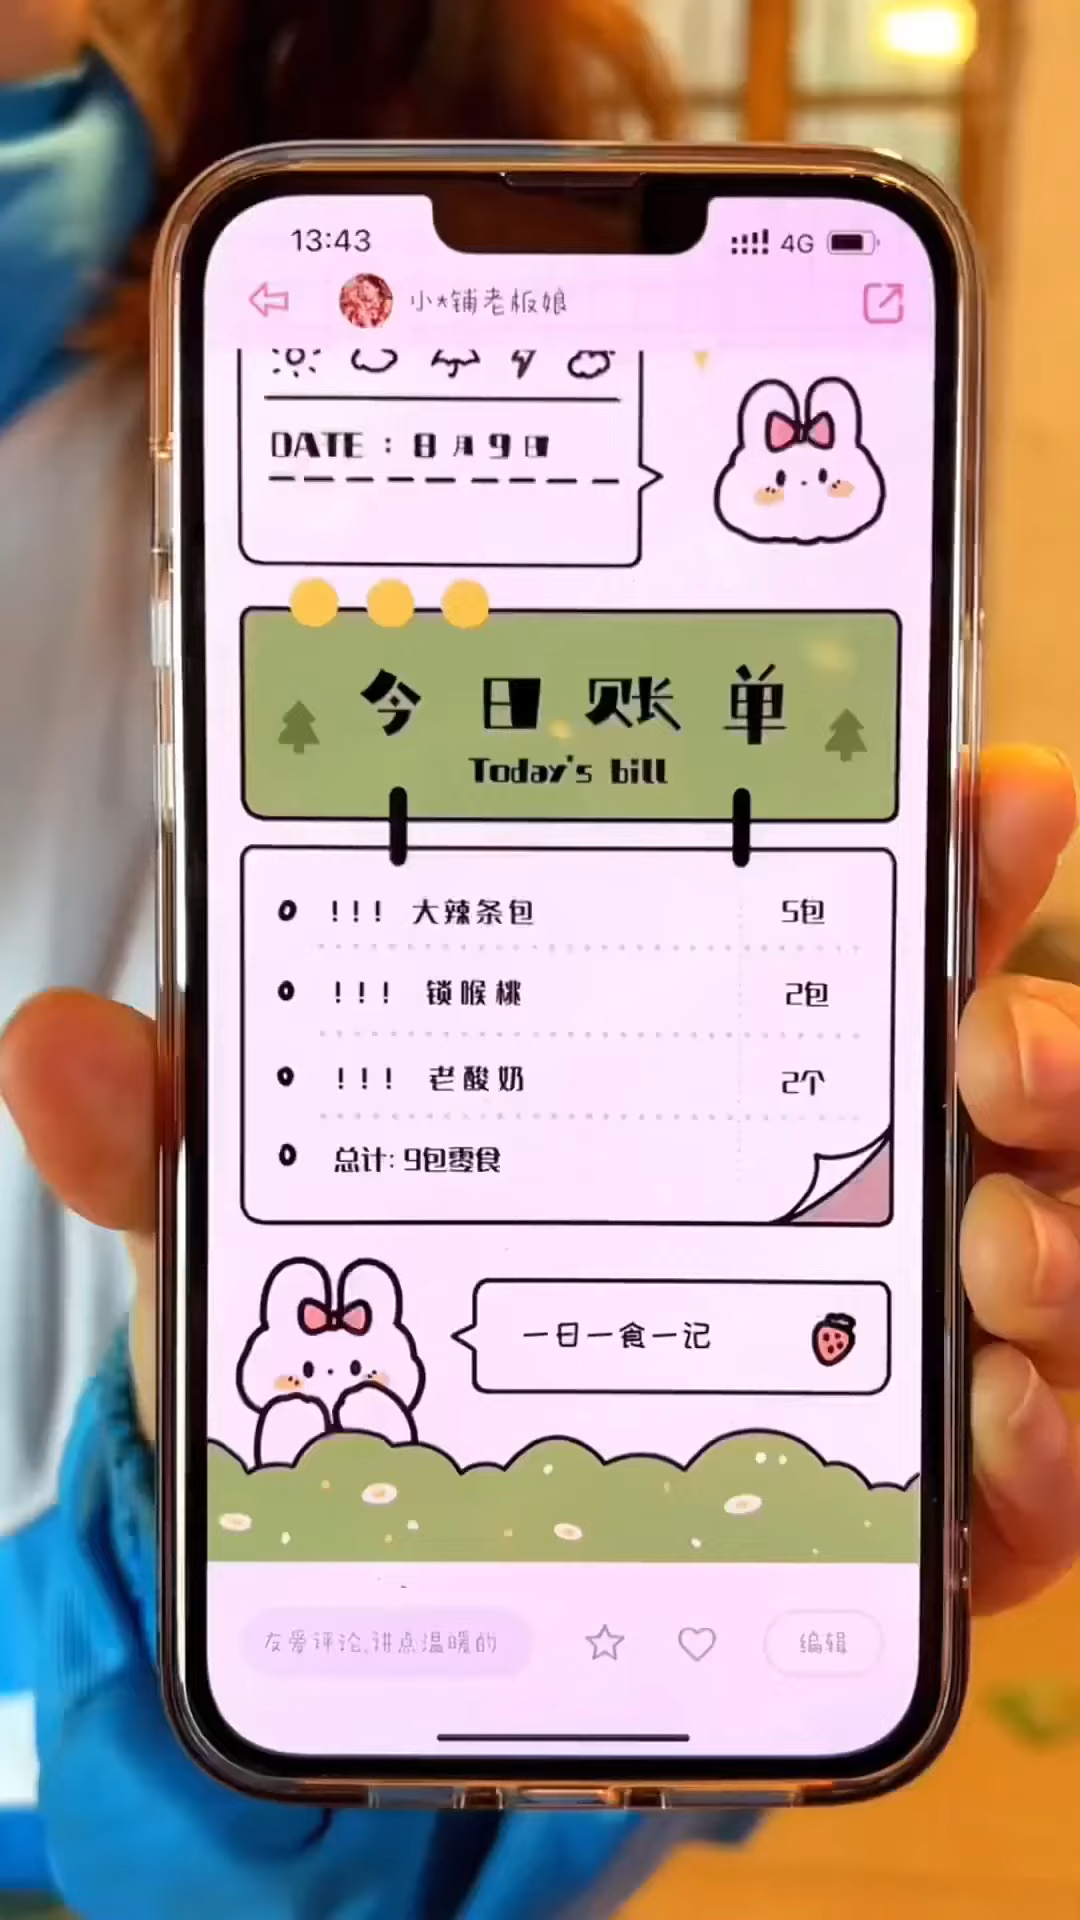 13:43 4G
小*铺老板娘
DATE：8月9日
今日账单
Today's bill
!!! 大辣条包 5包
!!! 锁喉桃 2包
!!! 老酸奶 2个
总计: 9包零食
一日一食一记
友爱评论,讲点温暖的 编辑